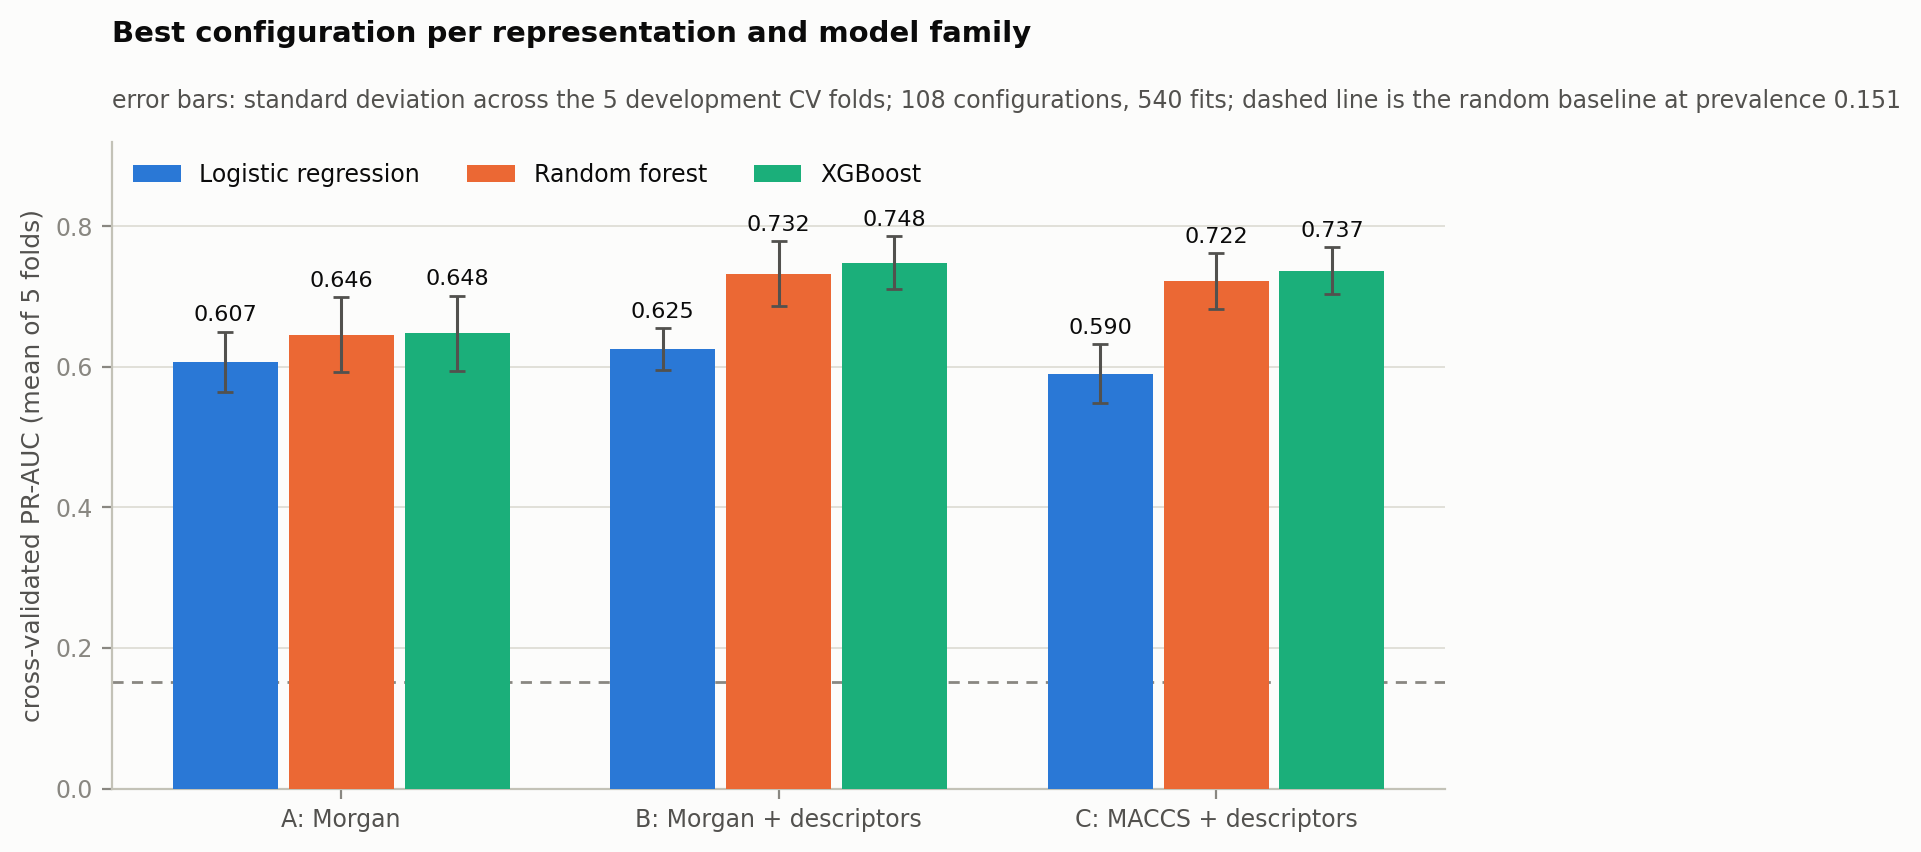 Best configuration per representation and model family
error bars: standard deviation across the 5 development CV folds; 108 configurations, 540 fits; dashed line is the random baseline at prevalence 0.151
Logistic regression
Random forest
XGBoost
cross-validated PR-AUC (mean of 5 folds)
0.8
0.6
0.4
0.2
0.0
0.607
0.646
0.648
0.625
0.732
0.748
0.590
0.722
0.737
A: Morgan
B: Morgan + descriptors
C: MACCS + descriptors